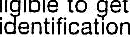 ligible to get
identification